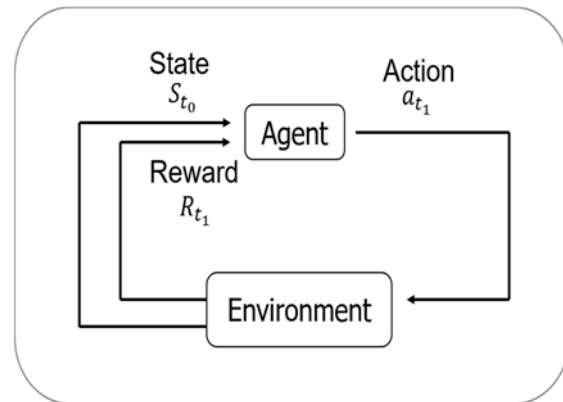 State
S_{t_0}
Action
a_{t_1}
Agent
Reward
R_{t_1}
Environment